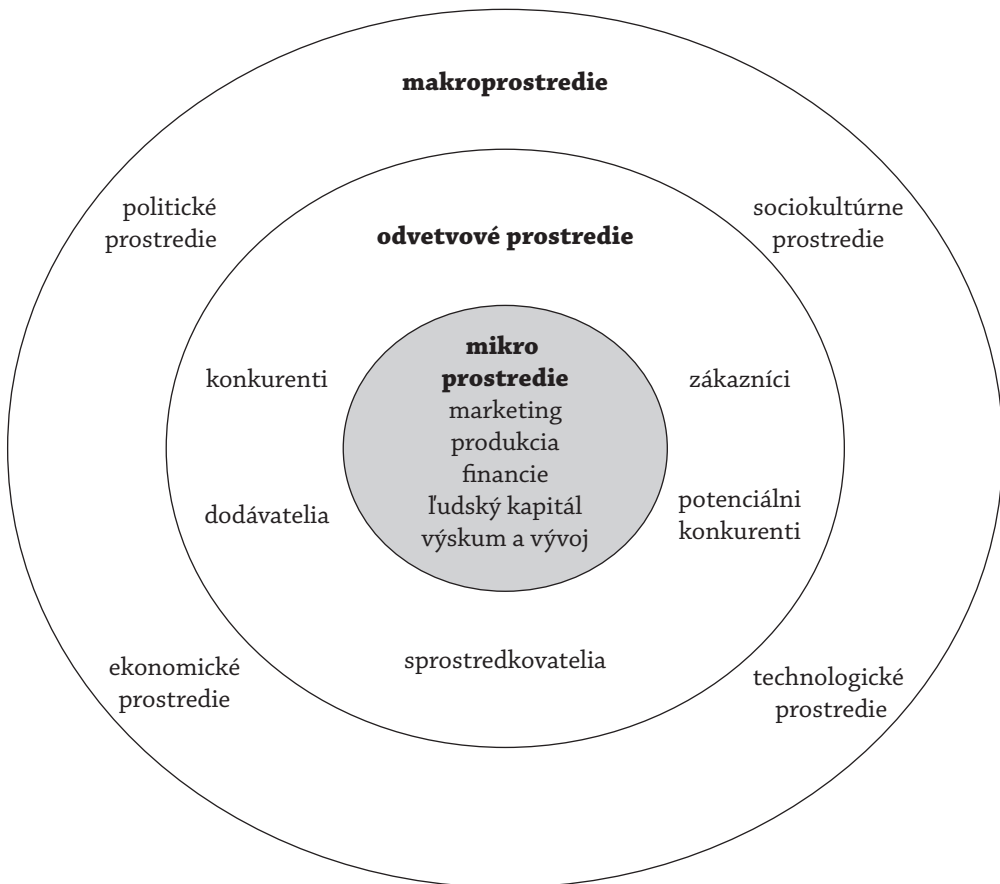 makroprostredie
politické
prostredie
sociokultúrne
prostredie
odvetvové prostredie
konkurenti
mikro
prostredie
marketing
produkcia
financie
ľudský kapitál
výskum a vývoj
zákazníci
dodávatelia
potenciálni
konkurenti
sprostredkovatelia
ekonomické
prostredie
technologické
prostredie